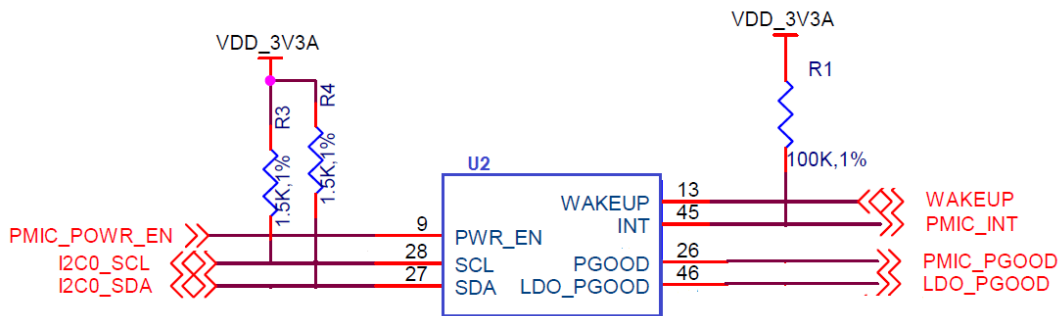 VDD_3V3A
VDD_3V3A
R3
R4
1.5K,1%
1.5K,1%
R1
100K,1%
U2
PMIC_POWR_EN
9
PWR_EN
I2C0_SCL
28
SCL
I2C0_SDA
27
SDA
WAKEUP
13
WAKEUP
INT
45
PMIC_INT
PGOOD
26
PMIC_PGOOD
LDO_PGOOD
46
LDO_PGOOD